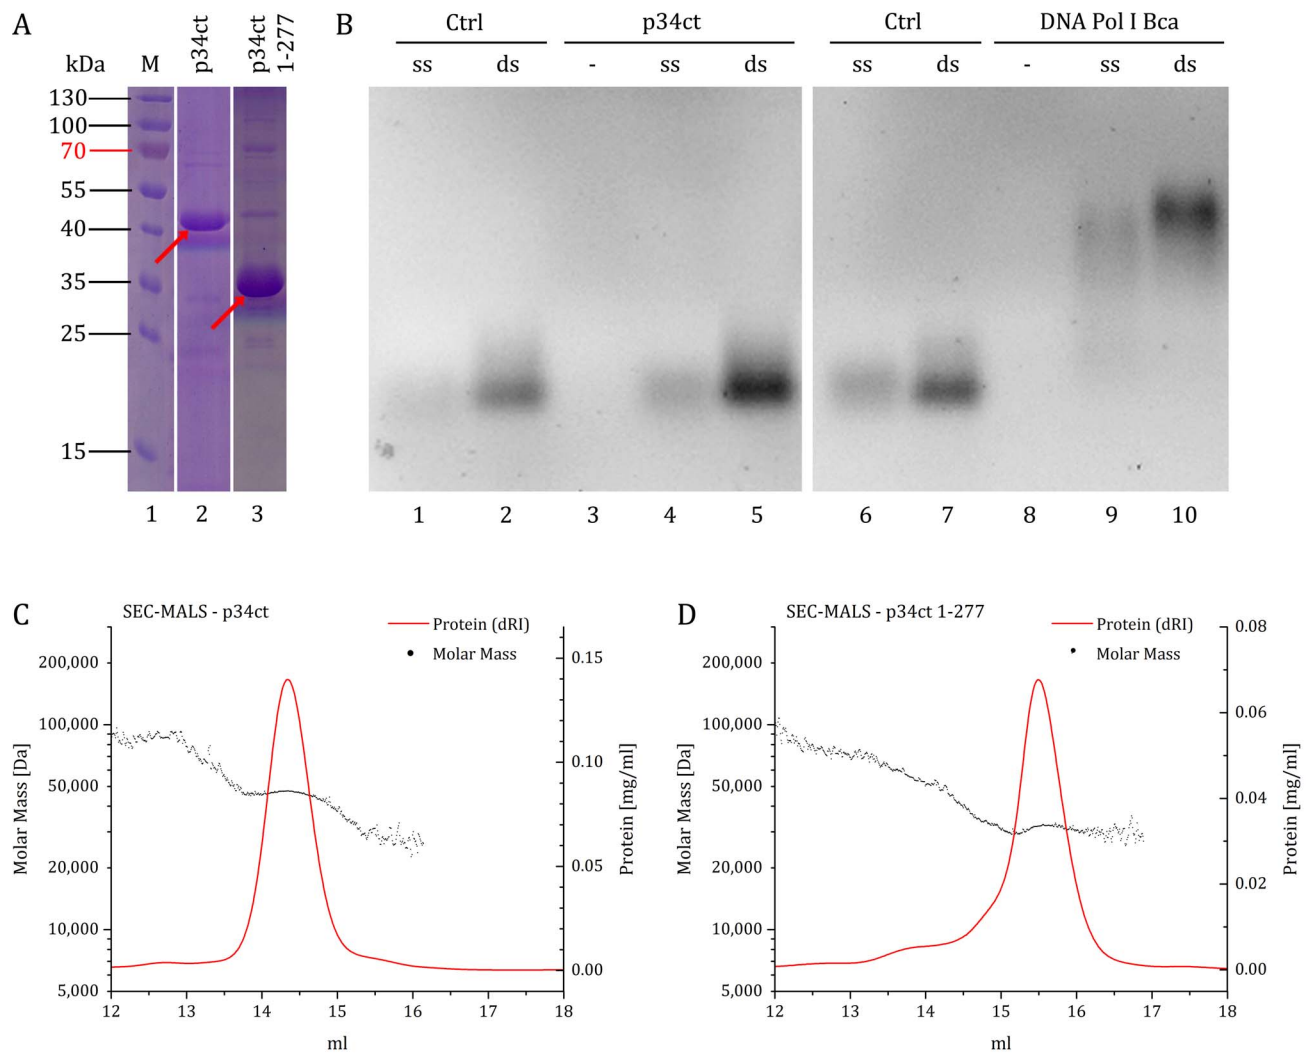 A
kDa M p34ct p34ct 1-277
130
100
70
55
40
35
25
15
1 2 3
B
Ctrl p34ct Ctrl DNA Pol I Bca
ss ds - ss ds ss ds - ss ds
1 2 3 4 5 6 7 8 9 10
C
SEC-MALS - p34ct
Protein (dRI)
Molar Mass
Molar Mass [Da]
200,000
100,000
50,000
20,000
10,000
5,000
Protein [mg/ml]
0.15
0.10
0.05
0.00
12 13 14 15 16 17 18
ml
D
SEC-MALS - p34ct 1-277
Protein (dRI)
Molar Mass
Molar Mass [Da]
200,000
100,000
50,000
20,000
10,000
5,000
Protein [mg/ml]
0.08
0.06
0.04
0.02
0.00
12 13 14 15 16 17 18
ml